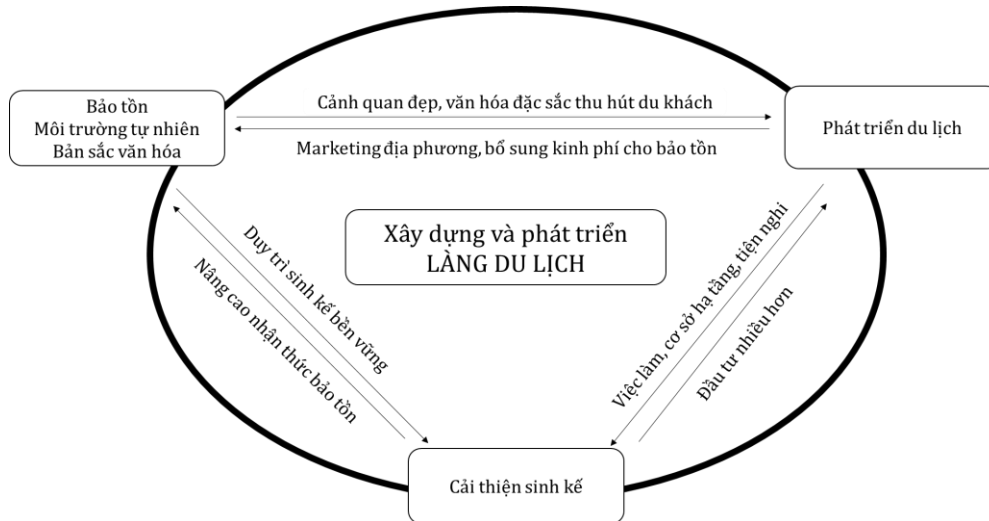 Cảnh quan đẹp, văn hóa đặc sắc thu hút du khách
Bảo tồn
Môi trường tự nhiên
Bản sắc văn hóa
Phát triển du lịch
Marketing địa phương, bổ sung kinh phí cho bảo tồn
Xây dựng và phát triển
LÀNG DU LỊCH
Duy trì sinh kế bền vững
Nâng cao nhận thức bảo tồn
Việc làm, cơ sở hạ tầng, tiện nghi
Đầu tư nhiều hơn
Cải thiện sinh kế